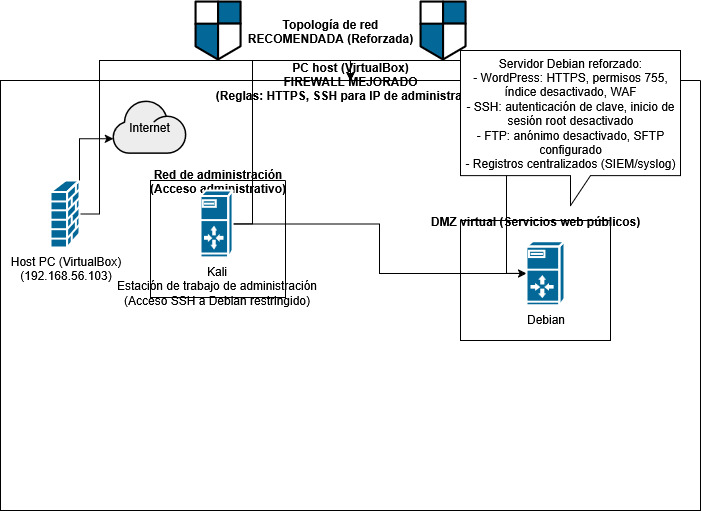 Topología de red
RECOMENDADA (Reforzada)
PC host (VirtualBox)
FIREWALL MEJORADO
(Reglas: HTTPS, SSH para IP de administra
Servidor Debian reforzado:
- WordPress: HTTPS, permisos 755,
índice desactivado, WAF
- SSH: autenticación de clave, inicio de
sesión root desactivado
- FTP: anónimo desactivado, SFTP
configurado
- Registros centralizados (SIEM/syslog)
Internet
Red de administración
(Acceso administrativo)
DMZ virtual (Servicios web públicos)
Host PC (VirtualBox)
(192.168.56.103)
Kali
Estación de trabajo de administración
(Acceso SSH a Debian restringido)
Debian